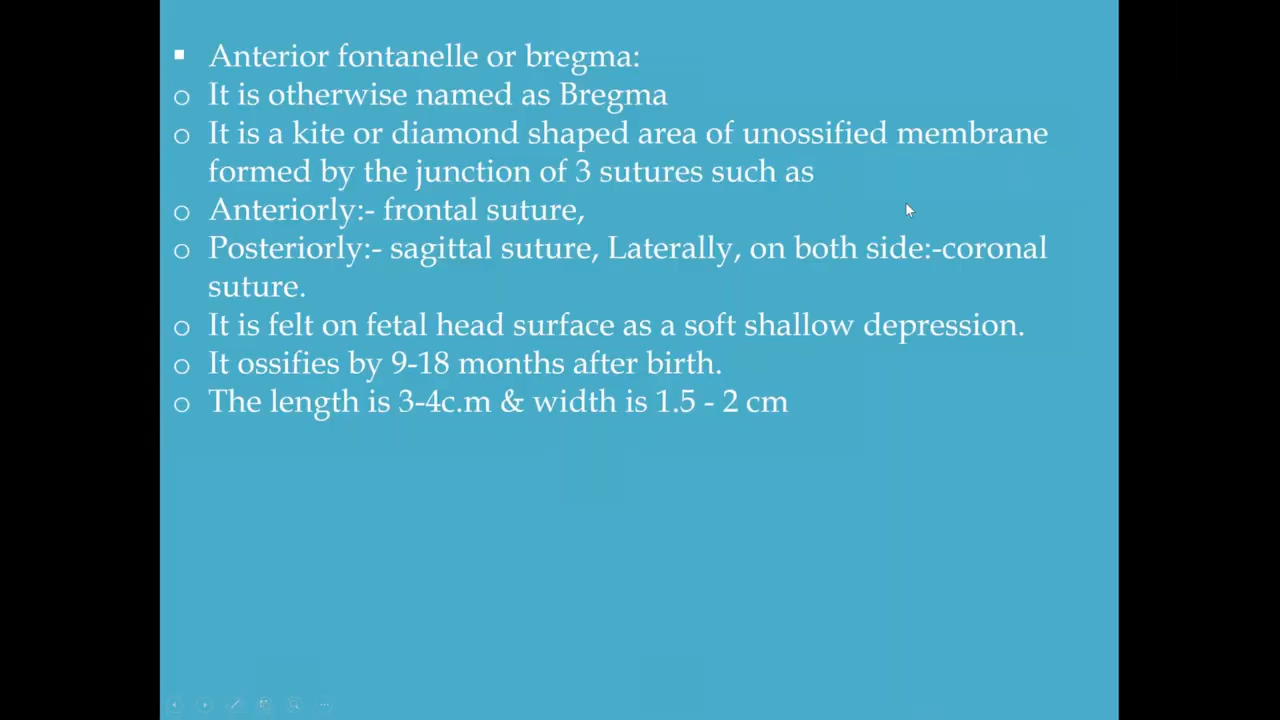 ▪ Anterior fontanelle or bregma:
o It is otherwise named as Bregma
o It is a kite or diamond shaped area of unossified membrane
formed by the junction of 3 sutures such as
o Anteriorly:- frontal suture,
o Posteriorly:- sagittal suture, Laterally, on both side:-coronal
suture.
o It is felt on fetal head surface as a soft shallow depression.
o It ossifies by 9-18 months after birth.
o The length is 3-4c.m & width is 1.5 - 2 cm